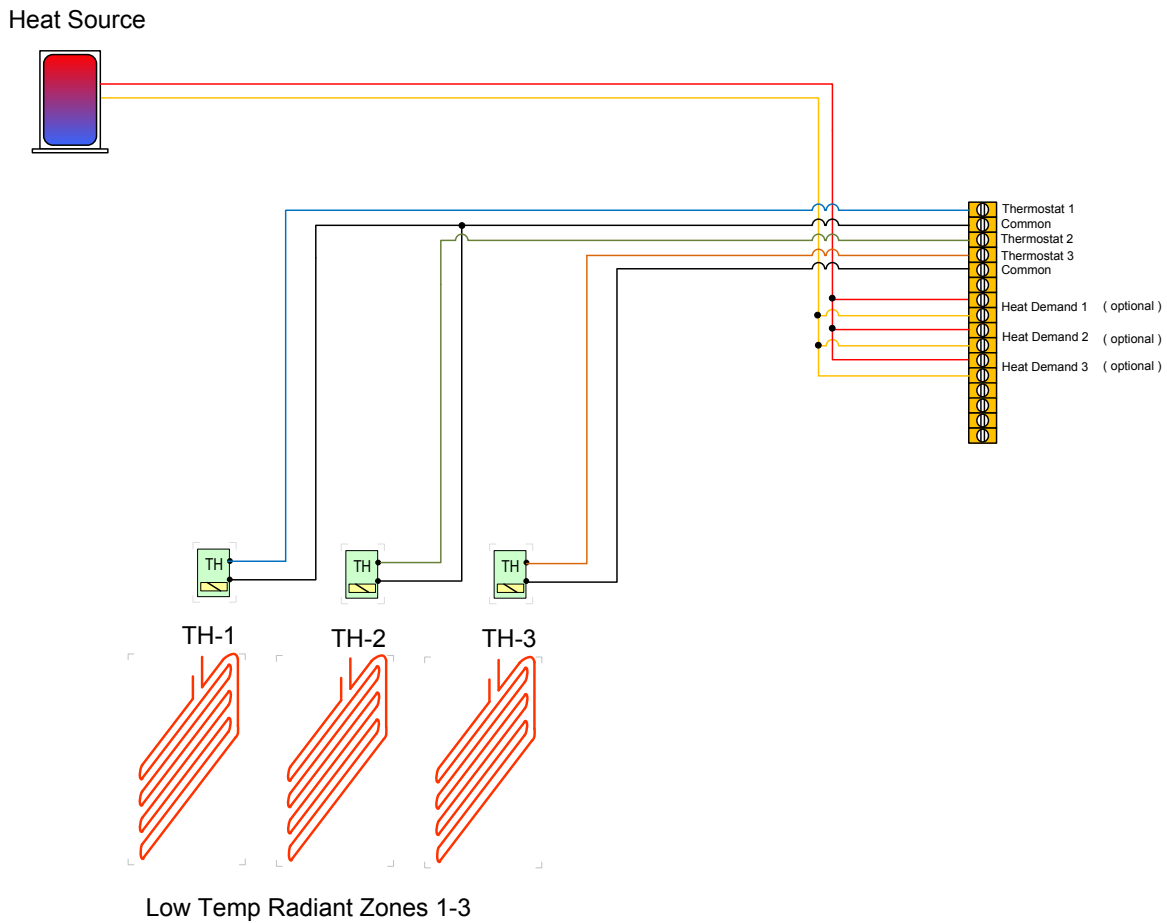 Heat Source
Thermostat 1
Common
Thermostat 2
Thermostat 3
Common
Heat Demand 1 ( optional )
Heat Demand 2 ( optional )
Heat Demand 3 ( optional )
TH TH TH
TH-1 TH-2 TH-3
Low Temp Radiant Zones 1-3